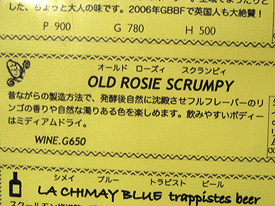 した、ちょっと大人の味です。2006年GBBFで英国人も大絶賛!
P 900 G 780 H 500
オールド ローズィ スクランピィ
OLD ROSIE SCRUMPY
昔ながらの製造方法で、発酵後自然に沈殿させフルフレーバーのリ
ンゴの香りや自然な濁りある色を楽しめます。飲みやすいボディー
はミディアムドライ。
WINE.G650
シメイ ブルー トラピスト ビール
LA CHIMAY BLUE trappistes beer